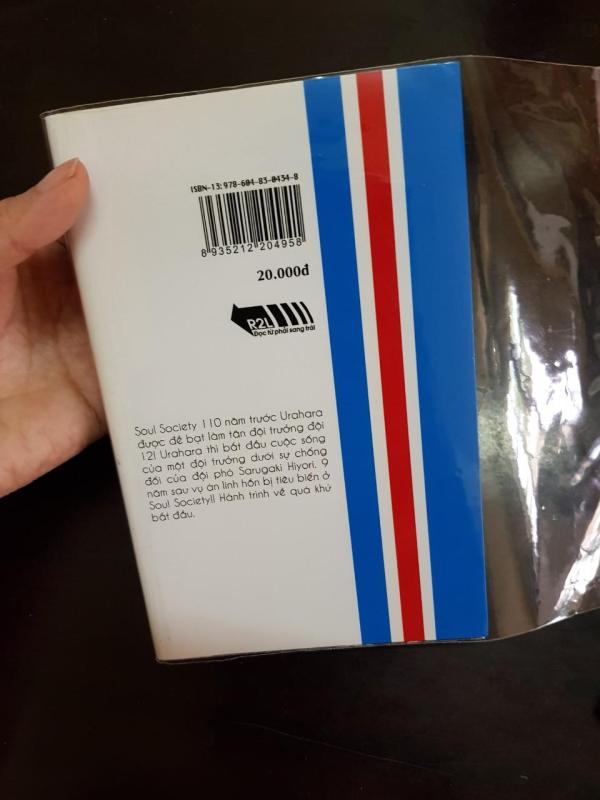 ISBN-13: 978-604-83-0434-8
8 935212 204958
20.000đ
R2L
Đọc từ phải sang trái
Soul Society 110 năm trước Urahara
được đề bạt làm tân đội trưởng đội
12! Urahara thì bắt đầu cuộc sống
của một đội trưởng dưới sự chống
đối của đội phó Sarugaki Hiyori. 9
năm sau vụ án linh hồn bị tiêu biến ở
Soul Society!! Hành trình về quá khứ
bắt đầu.